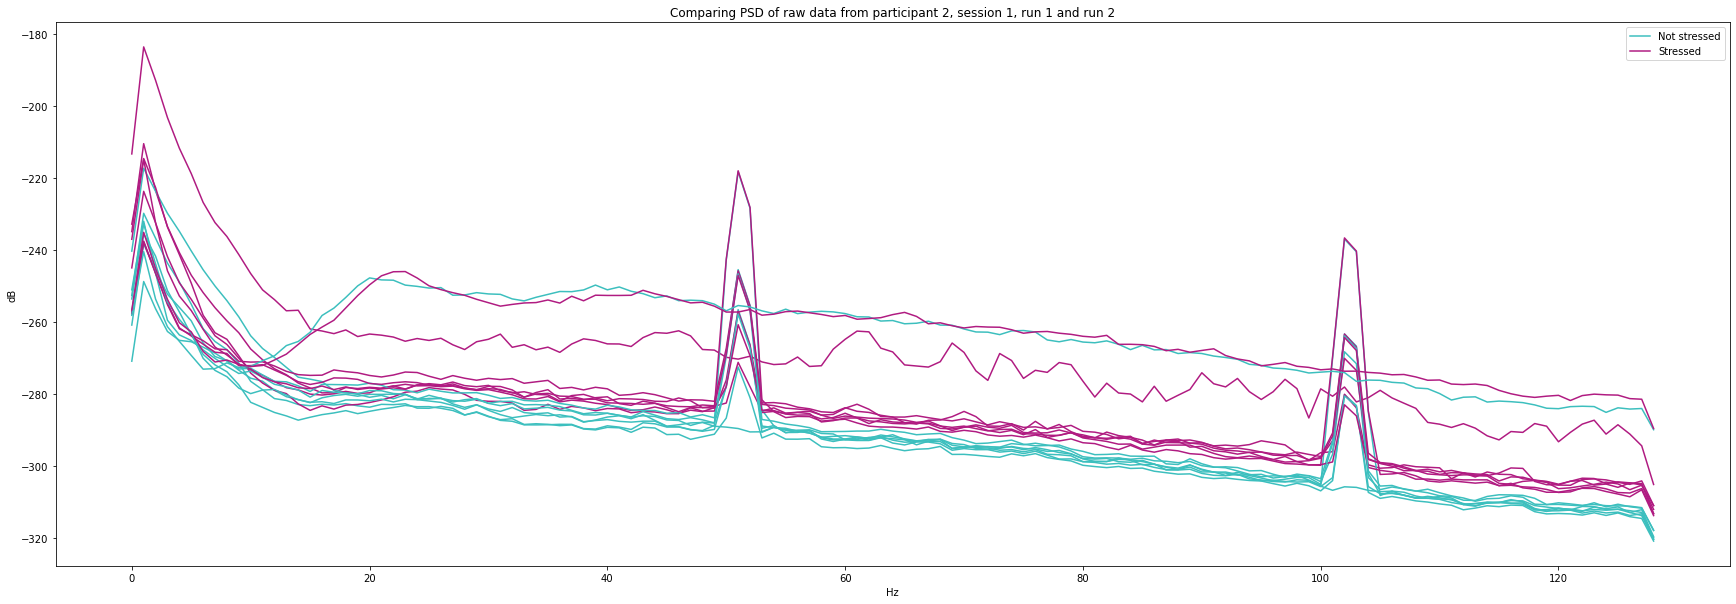 Comparing PSD of raw data from participant 2, session 1, run 1 and run 2
Not stressed
Stressed
−180
−200
−220
−240
−260
−280
−300
−320
dB
0 20 40 60 80 100 120
Hz